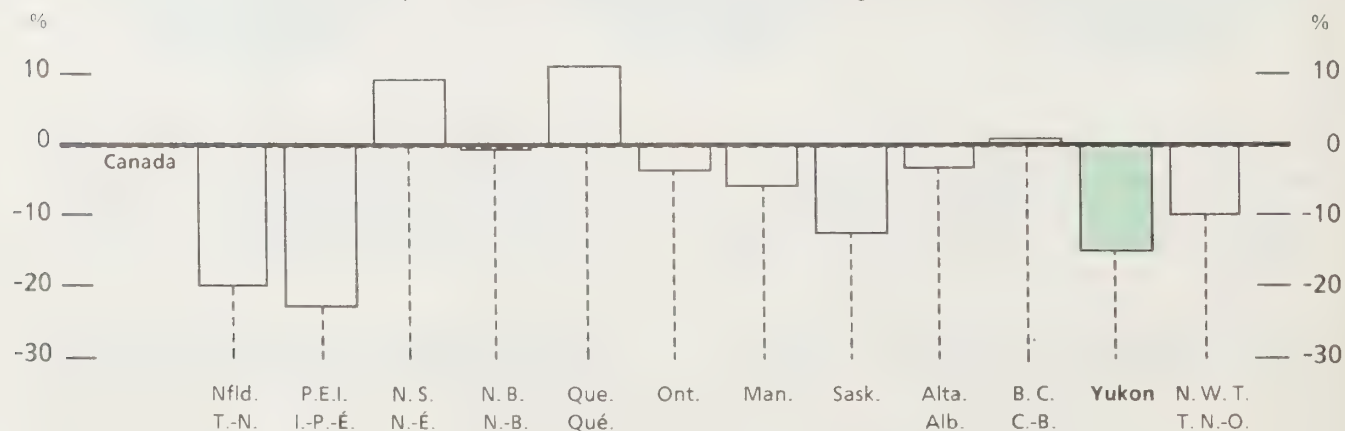 % %
10 10
0 0
Canada
-10 -10
-20 -20
-30 -30
Nfld. P.E.I. N. S. N. B. Que. Ont. Man. Sask. Alta. B. C. Yukon N. W. T.
T.-N. I.-P.-É. N.-É. N.-B. Qué. Alb. C.-B. T. N.-O.